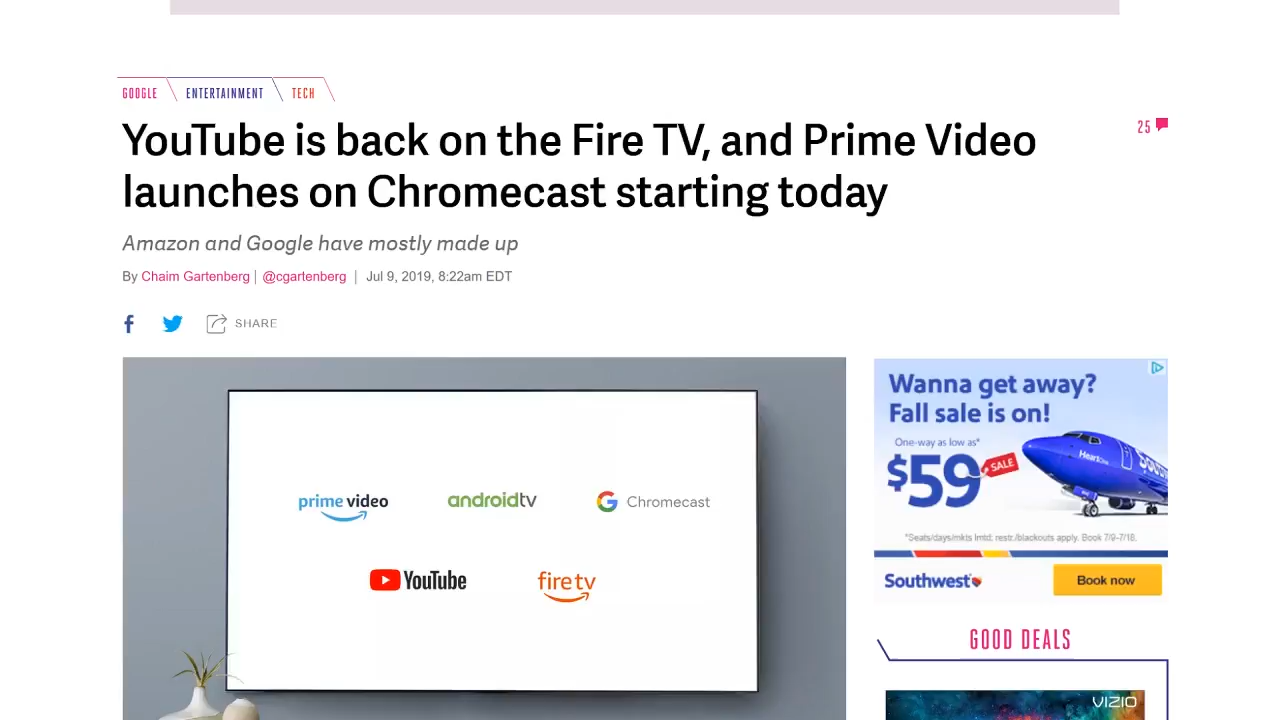 GOOGLE ENTERTAINMENT TECH
YouTube is back on the Fire TV, and Prime Video
launches on Chromecast starting today
25
Amazon and Google have mostly made up
By Chaim Gartenberg | @cgartenberg | Jul 9, 2019, 8:22am EDT
SHARE
prime video androidtv G Chromecast
YouTube fire tv
Wanna get away?
Fall sale is on!
One-way as low as*
$59 SALE
HeartOne
*Seats/days/mkts lmtd; restr./blackouts apply. Book 7/9-7/18.
Southwest Book now
GOOD DEALS
VIZIO